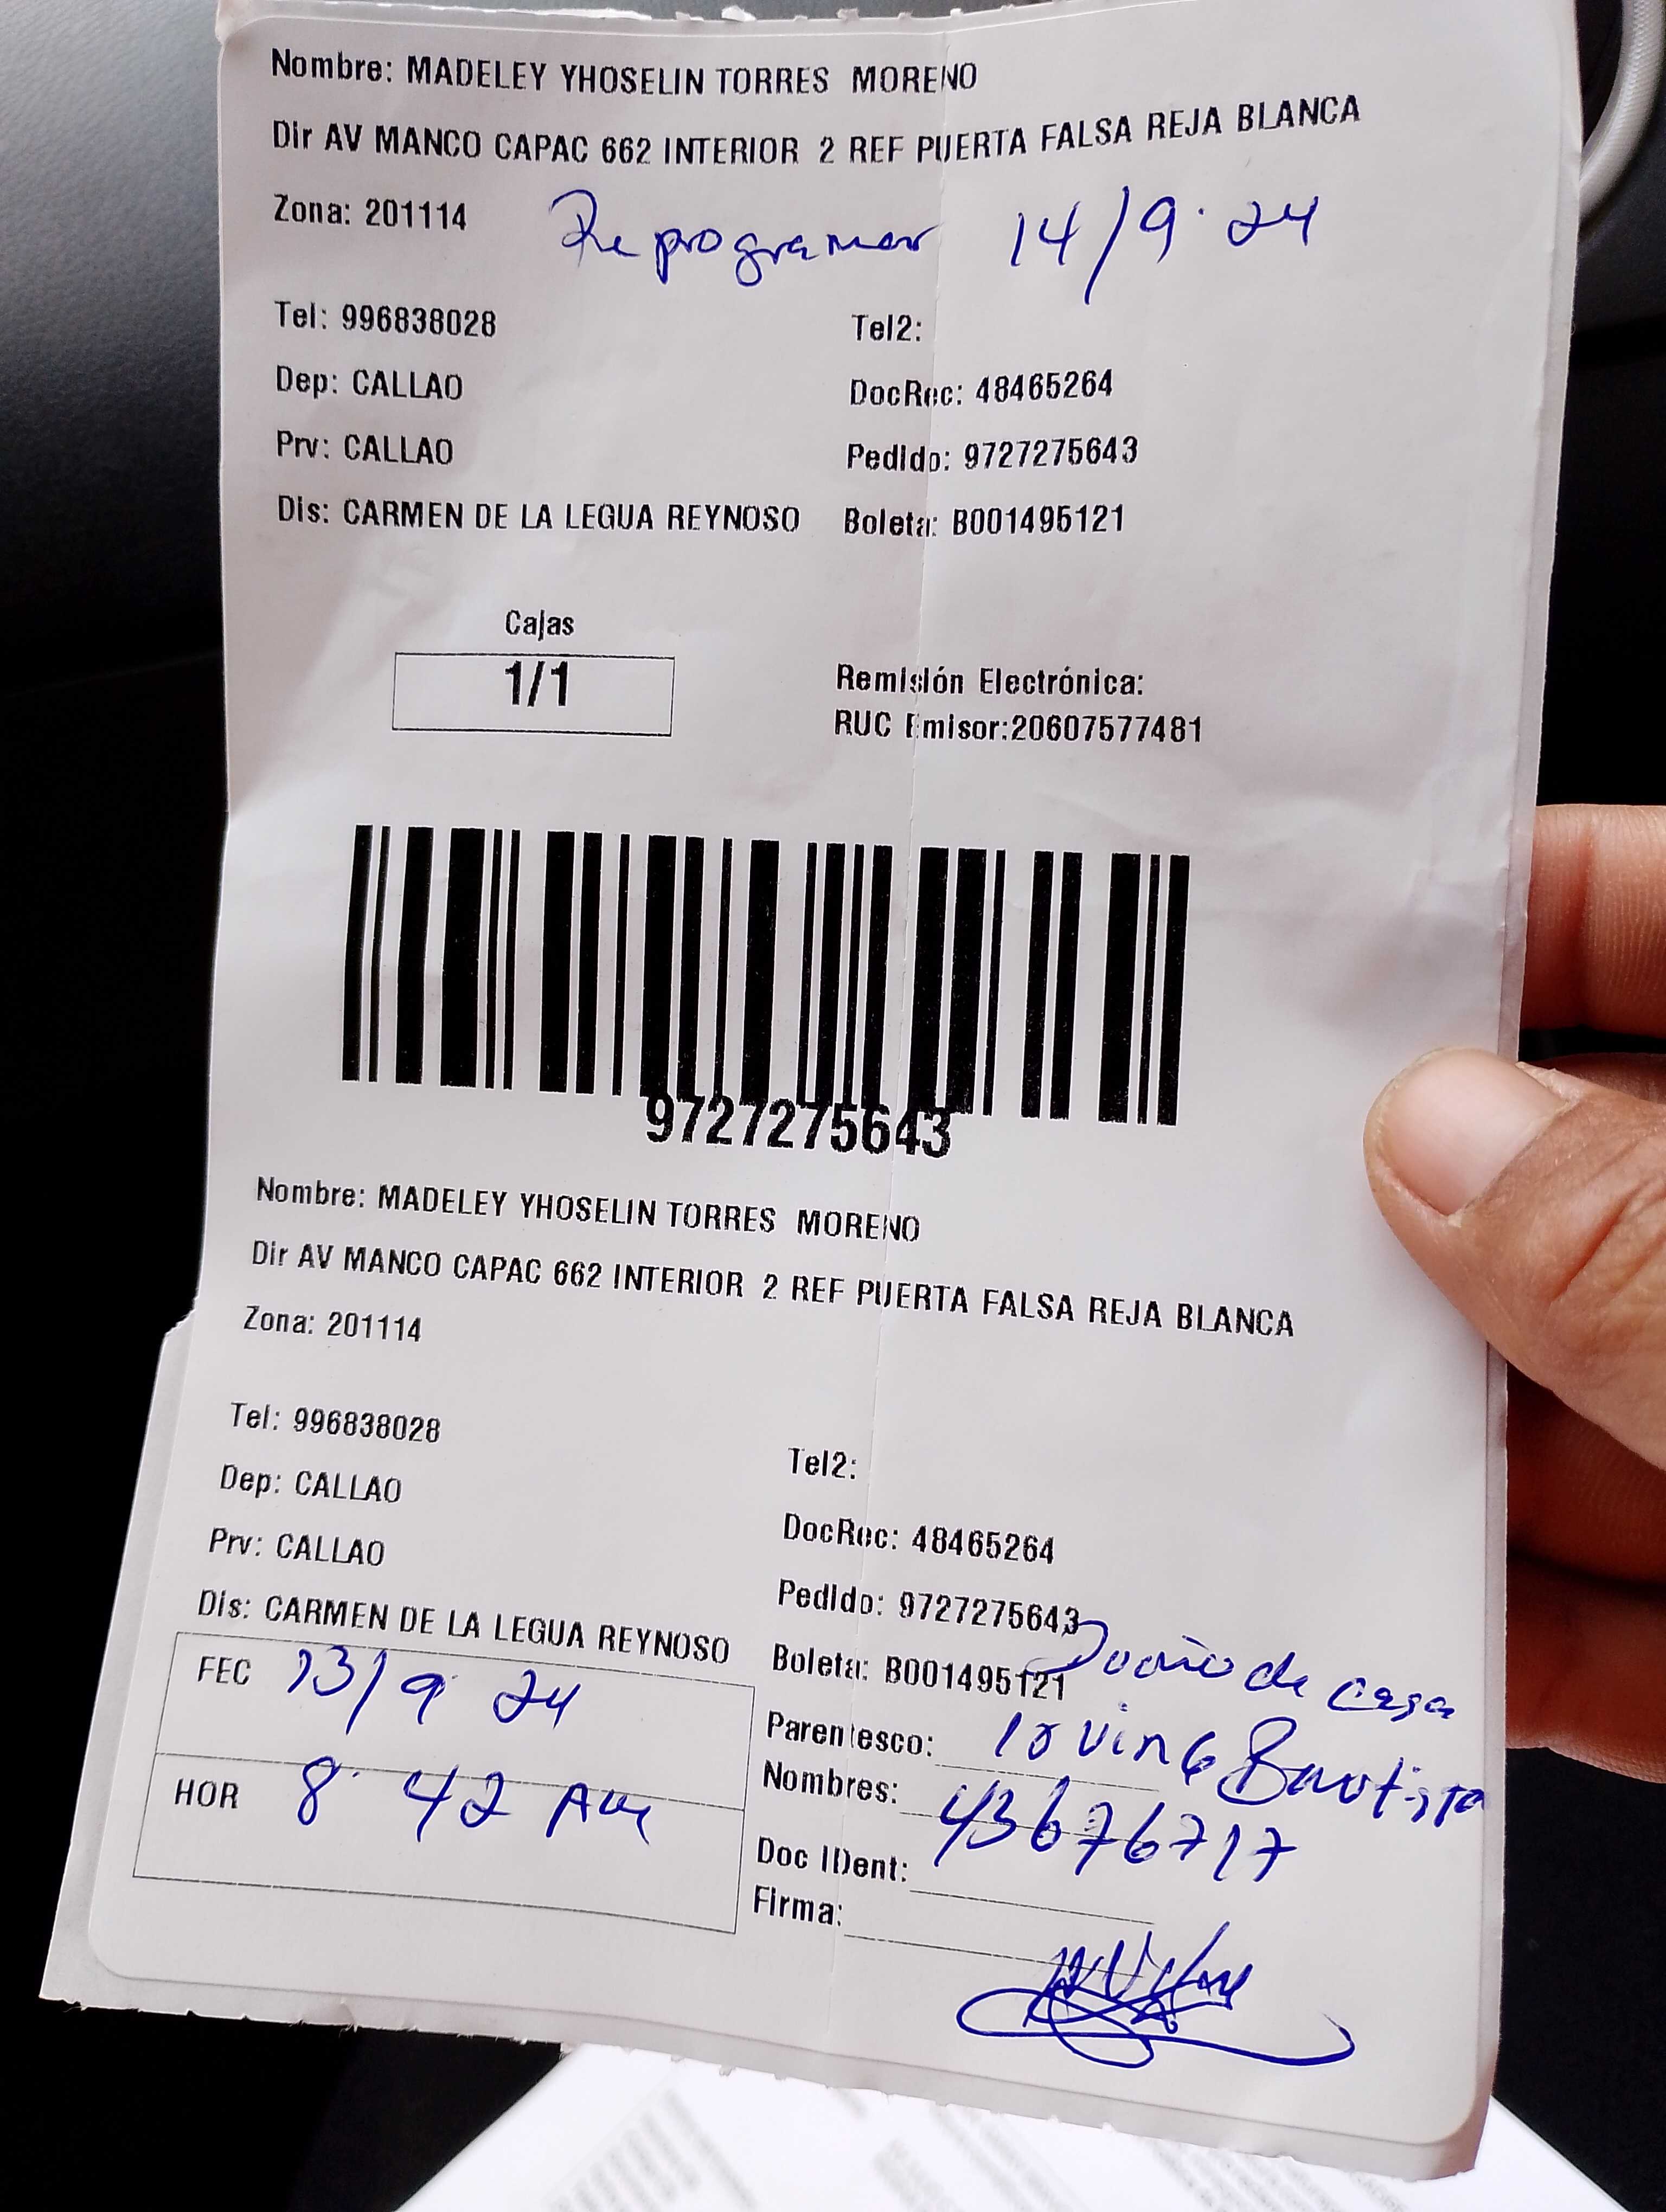 Nombre: MADELEY YHOSELIN TORRES MORENO
Dir AV MANCO CAPAC 662 INTERIOR 2 REF PUERTA FALSA REJA BLANCA
Zona: 201114
Reprogramar 14/9.24
Tel: 996838028
Tel2:
Dep: CALLAO
DocRec: 48465264
Prv: CALLAO
Pedido: 9727275643
Dis: CARMEN DE LA LEGUA REYNOSO
Boleta: B001495121
Cajas
1/1
Remisión Electrónica:
RUC Emisor:20607577481
9727275643
Nombre: MADELEY YHOSELIN TORRES MORENO
Dir AV MANCO CAPAC 662 INTERIOR 2 REF PUERTA FALSA REJA BLANCA
Zona: 201114
Tel: 996838028
Tel2:
Dep: CALLAO
DocRec: 48465264
Prv: CALLAO
Pedido: 9727275643
Dis: CARMEN DE LA LEGUA REYNOSO
Boleta: B001495121
de casa
FEC 13/9 24
Parentesco:
Bautista
HOR 8 42 Am
Nombres:
43676717
Doc IDent:
Firma: